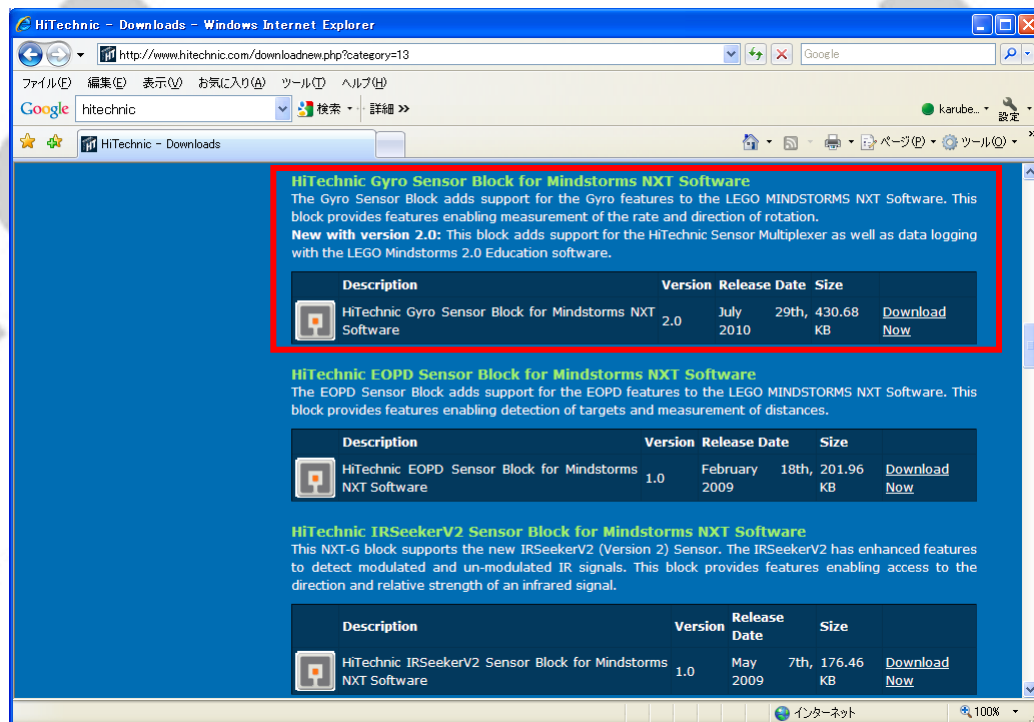 HiTechnic - Downloads - Windows Internet Explorer
http://www.hitechnic.com/downloadnew.php?category=13
Google
ファイル(F) 編集(E) 表示(V) お気に入り(A) ツール(T) ヘルプ(H)
Google hitechnic 検索 詳細 >> karube... 設定
HiTechnic - Downloads ページ(P) ツール(O) »
HiTechnic Gyro Sensor Block for Mindstorms NXT Software
The Gyro Sensor Block adds support for the Gyro features to the LEGO MINDSTORMS NXT Software. This
block provides features enabling measurement of the rate and direction of rotation.
New with version 2.0: This block adds support for the HiTechnic Sensor Multiplexer as well as data logging
with the LEGO Mindstorms 2.0 Education software.
Description Version Release Date Size
HiTechnic Gyro Sensor Block for Mindstorms NXT Software 2.0 July 29th, 2010 430.68 KB Download Now
HiTechnic EOPD Sensor Block for Mindstorms NXT Software
The EOPD Sensor Block adds support for the EOPD features to the LEGO MINDSTORMS NXT Software. This
block provides features enabling detection of targets and measurement of distances.
Description Version Release Date Size
HiTechnic EOPD Sensor Block for Mindstorms NXT Software 1.0 February 18th, 2009 201.96 KB Download Now
HiTechnic IRSeekerV2 Sensor Block for Mindstorms NXT Software
This NXT-G block supports the new IRSeekerV2 (Version 2) Sensor. The IRSeekerV2 has enhanced features
to detect modulated and un-modulated IR signals. This block provides features enabling access to the
direction and relative strength of an infrared signal.
Description Version Release Date Size
HiTechnic IRSeekerV2 Sensor Block for Mindstorms NXT Software 1.0 May 7th, 2009 176.46 KB Download Now
インターネット 100%